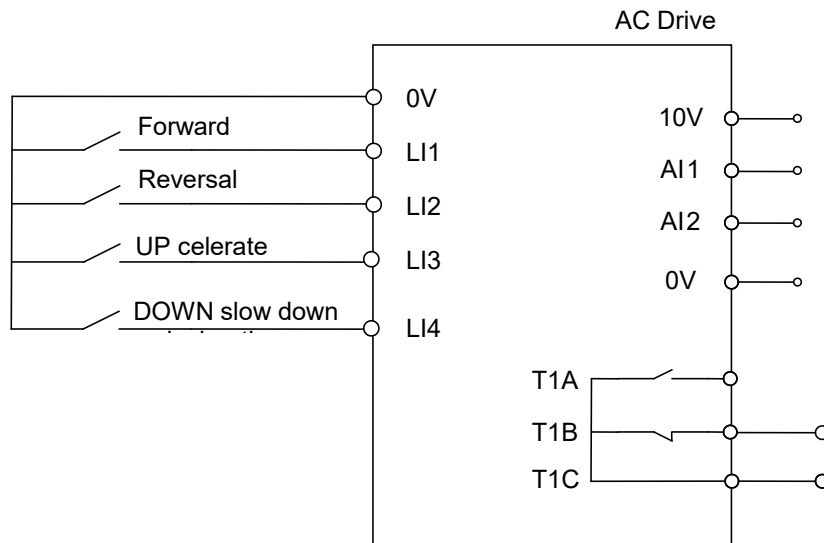 AC Drive
0V
Forward
LI1
Reversal
LI2
UP celerate
LI3
DOWN slow down
LI4
10V
AI1
AI2
0V
T1A
T1B
T1C